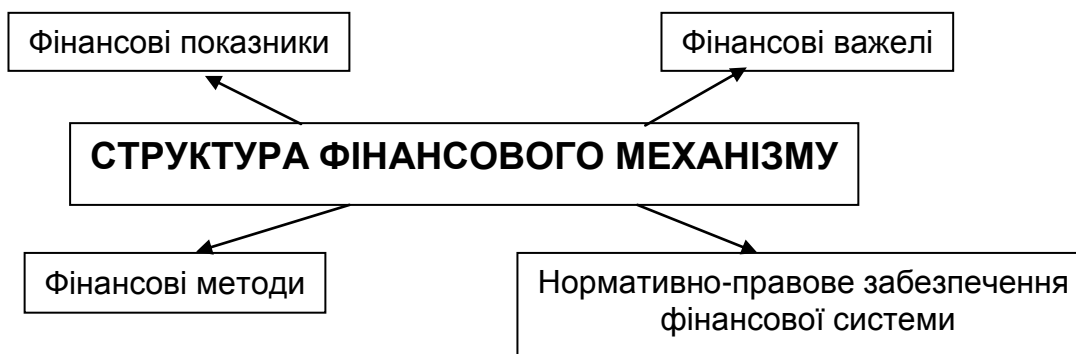 Фінансові показники
Фінансові важелі
СТРУКТУРА ФІНАНСОВОГО МЕХАНІЗМУ
Фінансові методи
Нормативно-правове забезпечення
фінансової системи